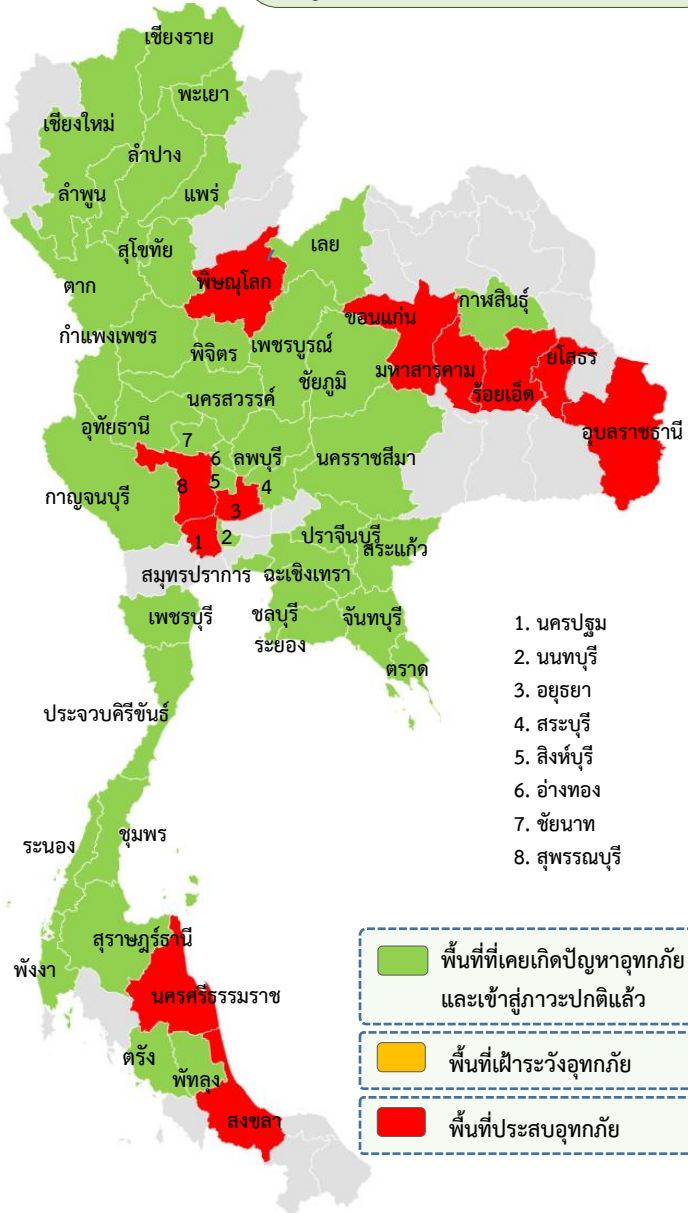 เชียงราย
พะเยา
เชียงใหม่
ลำปาง
ลำพูน
แพร่
สุโขทัย
เลย
ตาก
พิษณุโลก
กาฬสินธุ์
ขอนแก่น
กำแพงเพชร
พิจิตร
เพชรบูรณ์
ยโสธร
มหาสารคาม
ชัยภูมิ
ร้อยเอ็ด
นครสวรรค์
อุทัยธานี
อุบลราชธานี
7
6
ลพบุรี
นครราชสีมา
5
4
8
กาญจนบุรี
3
2
1
ปราจีนบุรี
สระแก้ว
สมุทรปราการ
ฉะเชิงเทรา
เพชรบุรี
ชลบุรี
จันทบุรี
ระยอง
ตราด
1. นครปฐม
2. นนทบุรี
3. อยุธยา
4. สระบุรี
5. สิงห์บุรี
6. อ่างทอง
7. ชัยนาท
8. สุพรรณบุรี
ประจวบคิรีขันธ์
ชุมพร
ระนอง
สุราษฎร์ธานี
พังงา
นครศรีธรรมราช
ตรัง
พัทลุง
สงขลา
พื้นที่ที่เคยเกิดปัญหาอุทกภัย
และเข้าสู่ภาวะปกติแล้ว
พื้นที่เฝ้าระวังอุทกภัย
พื้นที่ประสบอุทกภัย